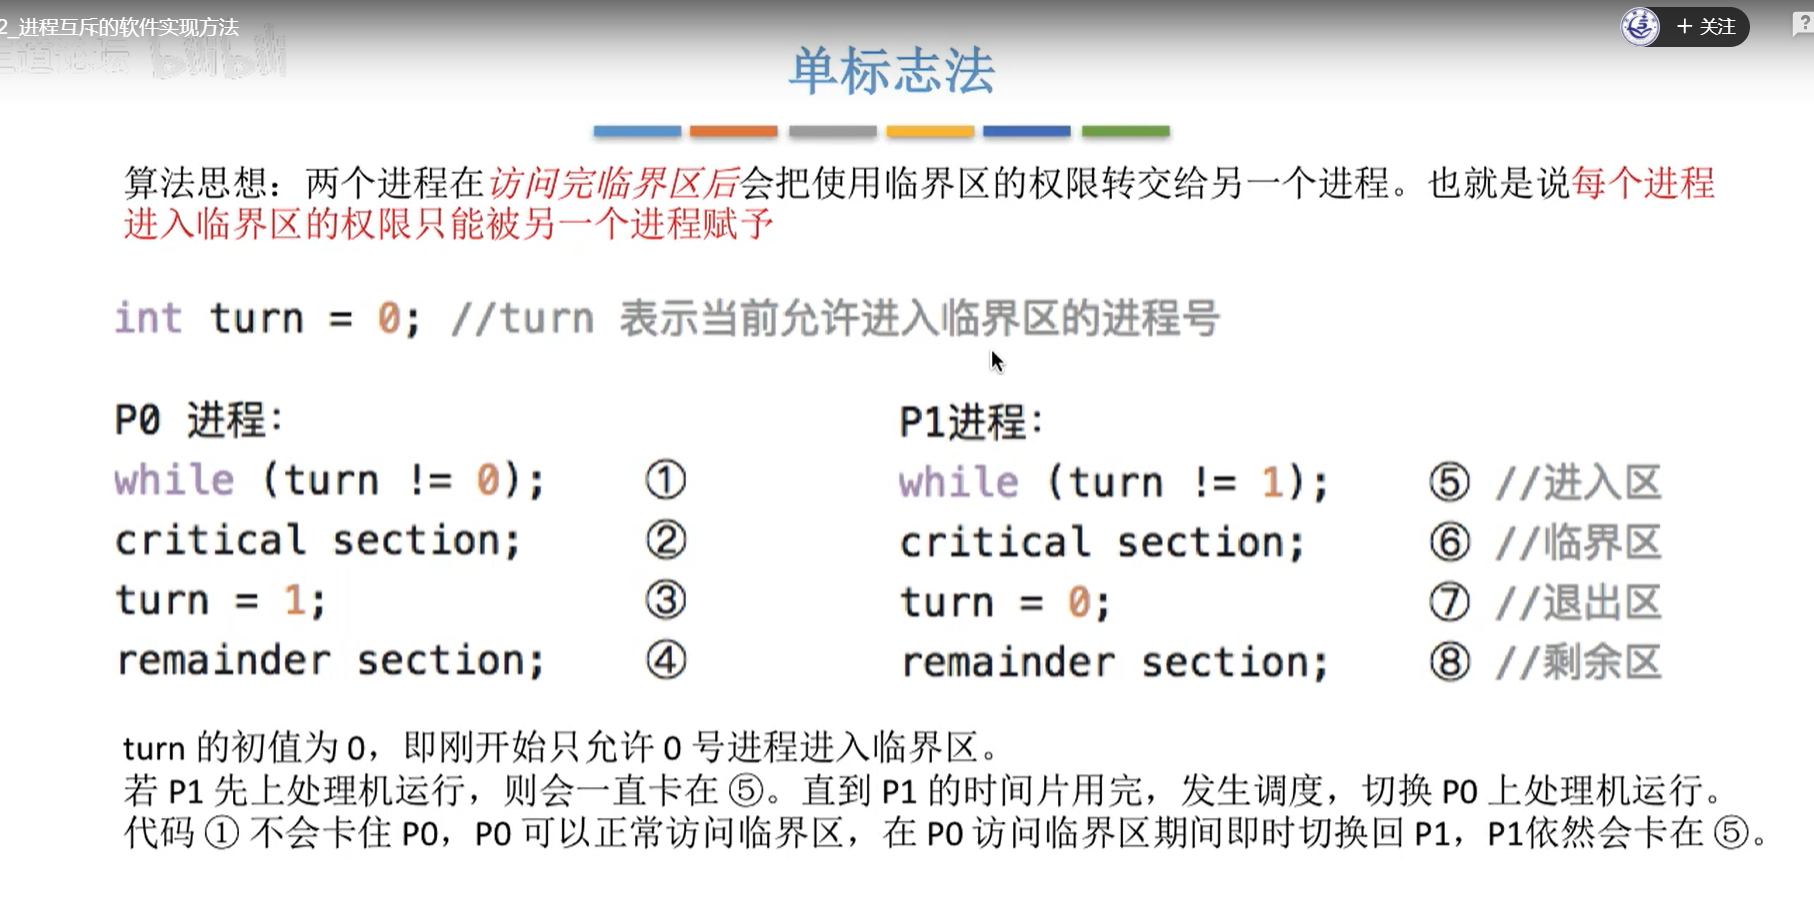 2_进程互斥的软件实现方法
+ 关注
王道论坛 bilibili
单标志法
算法思想：两个进程在访问完临界区后会把使用临界区的权限转交给另一个进程。也就是说每个进程
进入临界区的权限只能被另一个进程赋予
int turn = 0; //turn 表示当前允许进入临界区的进程号
P0 进程：
while (turn != 0); ①
critical section; ②
turn = 1; ③
remainder section; ④
P1进程：
while (turn != 1); ⑤ //进入区
critical section; ⑥ //临界区
turn = 0; ⑦ //退出区
remainder section; ⑧ //剩余区
turn 的初值为 0，即刚开始只允许 0 号进程进入临界区。
若 P1 先上处理机运行，则会一直卡在 ⑤。直到 P1 的时间片用完，发生调度，切换 P0 上处理机运行。
代码 ① 不会卡住 P0，P0 可以正常访问临界区，在 P0 访问临界区期间即时切换回 P1，P1依然会卡在 ⑤。